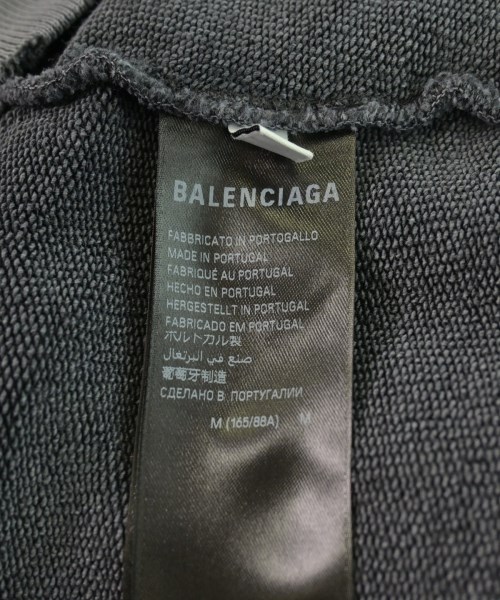 BALENCIAGA
FABBRICATO IN PORTOGALLO
MADE IN PORTUGAL
FABRIQUÉ AU PORTUGAL
HECHO EN PORTUGAL
HERGESTELLT IN PORTUGAL
FABRICADO EM PORTUGAL
ポルトガル製
صنع في البرتغال
葡萄牙制造
СДЕЛАНО В ПОРТУГАЛИИ
M (165/88A) M